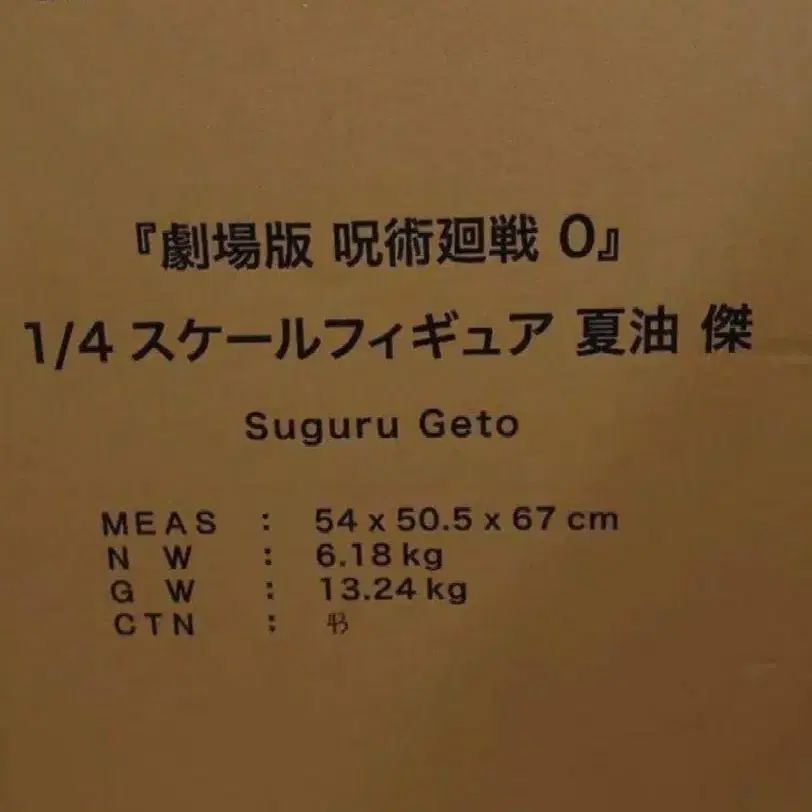 『劇場版 呪術廻戦 0』
1/4 スケールフィギュア 夏油 傑
Suguru Geto
MEAS : 54 x 50.5 x 67 cm
N W : 6.18 kg
G W : 13.24 kg
CTN : 43